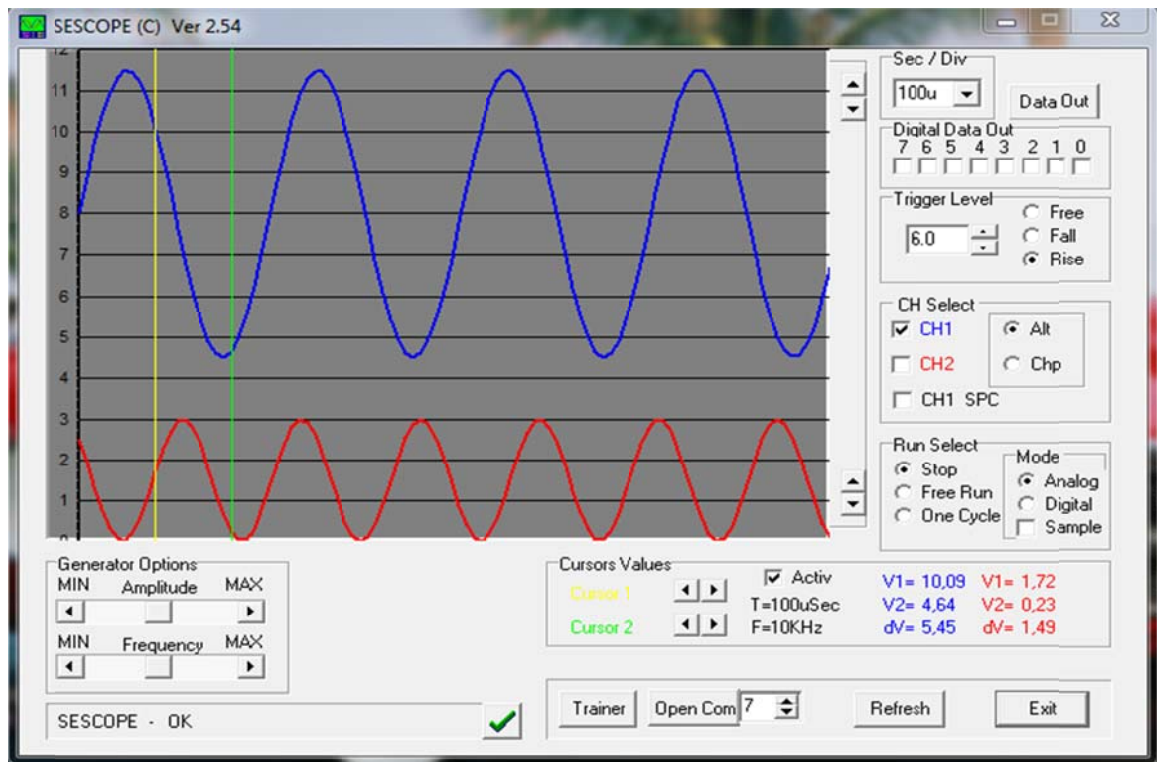 SESCOPE (C) Ver 2.54
12
11
10
9
8
7
6
5
4
3
2
1
0
Sec / Div
100u
Data Out
Digital Data Out
7 6 5 4 3 2 1 0
Trigger Level
6.0
Free
Fall
Rise
CH Select
CH1
CH2
CH1 SPC
Alt
Chp
Run Select
Stop
Free Run
One Cycle
Mode
Analog
Digital
Sample
Generator Options
MIN Amplitude MAX
MIN Frequency MAX
Cursors Values
Cursor 1
Cursor 2
Activ
T=100uSec
F=10KHz
V1= 10,09 V1= 1,72
V2= 4,64 V2= 0,23
dV= 5,45 dV= 1,49
SESCOPE - OK
Trainer
Open Com 7
Refresh
Exit